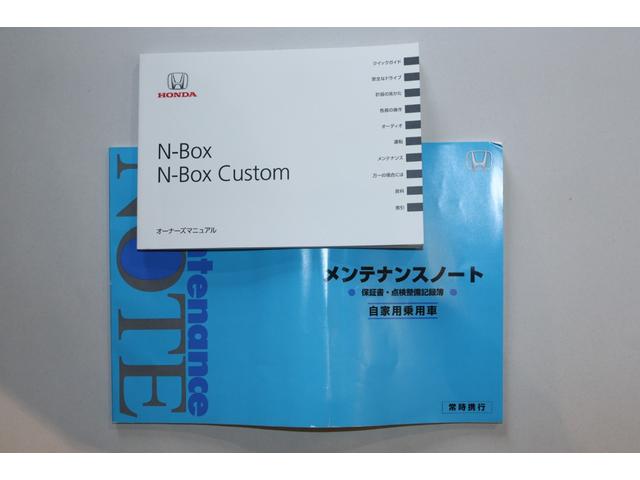 HONDA
N-Box
N-Box Custom
オーナーズマニュアル
クイックガイド
安全なドライブ
計器の見かた
各部の操作
オーディオ
運転
メンテナンス
万一の場合には
資料
索引
メンテナンスノート
保証書・点検整備記録簿
自家用乗用車
常時携行
NOTE
ntenance